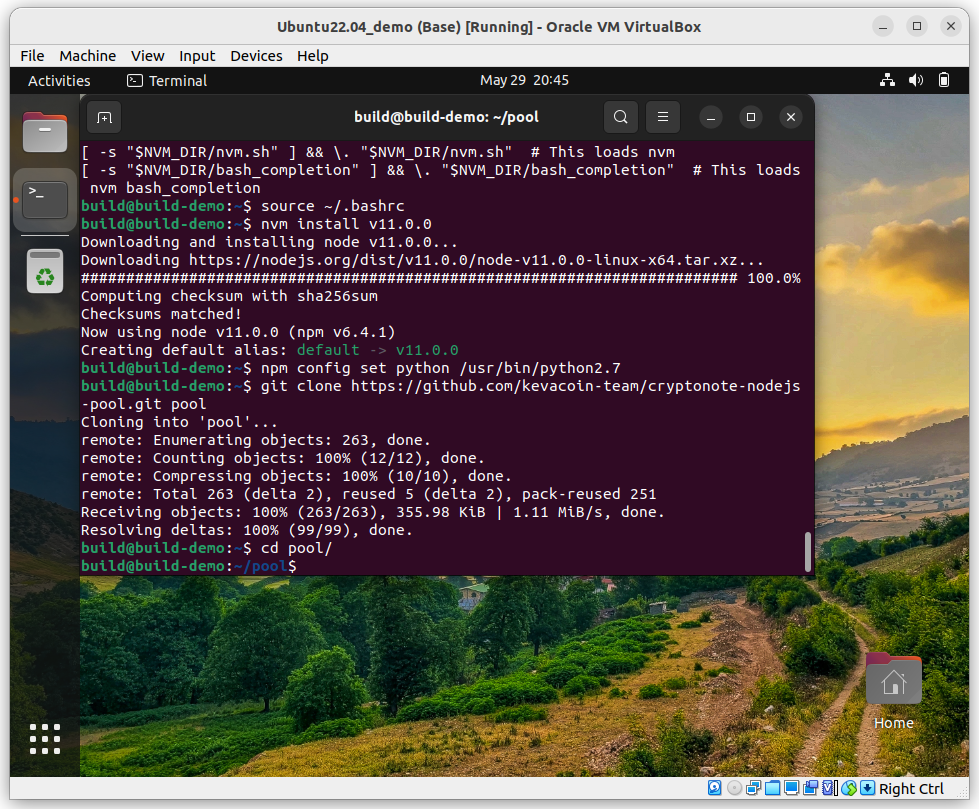 Ubuntu22.04_demo (Base) [Running] - Oracle VM VirtualBox
File Machine View Input Devices Help
Activities Terminal May 29 20:45
build@build-demo: ~/pool
[ -s "$NVM_DIR/nvm.sh" ] && \. "$NVM_DIR/nvm.sh"  # This loads nvm
[ -s "$NVM_DIR/bash_completion" ] && \. "$NVM_DIR/bash_completion"  # This loads
 nvm bash_completion
build@build-demo:~$ source ~/.bashrc
build@build-demo:~$ nvm install v11.0.0
Downloading and installing node v11.0.0...
Downloading https://nodejs.org/dist/v11.0.0/node-v11.0.0-linux-x64.tar.xz...
######################################################################### 100.0%
Computing checksum with sha256sum
Checksums matched!
Now using node v11.0.0 (npm v6.4.1)
Creating default alias: default -> v11.0.0
build@build-demo:~$ npm config set python /usr/bin/python2.7
build@build-demo:~$ git clone https://github.com/kevacoin-team/cryptonote-nodejs
-pool.git pool
Cloning into 'pool'...
remote: Enumerating objects: 263, done.
remote: Counting objects: 100% (12/12), done.
remote: Compressing objects: 100% (10/10), done.
remote: Total 263 (delta 2), reused 5 (delta 2), pack-reused 251
Receiving objects: 100% (263/263), 355.98 KiB | 1.11 MiB/s, done.
Resolving deltas: 100% (99/99), done.
build@build-demo:~$ cd pool/
build@build-demo:~/pool$
Home
Right Ctrl